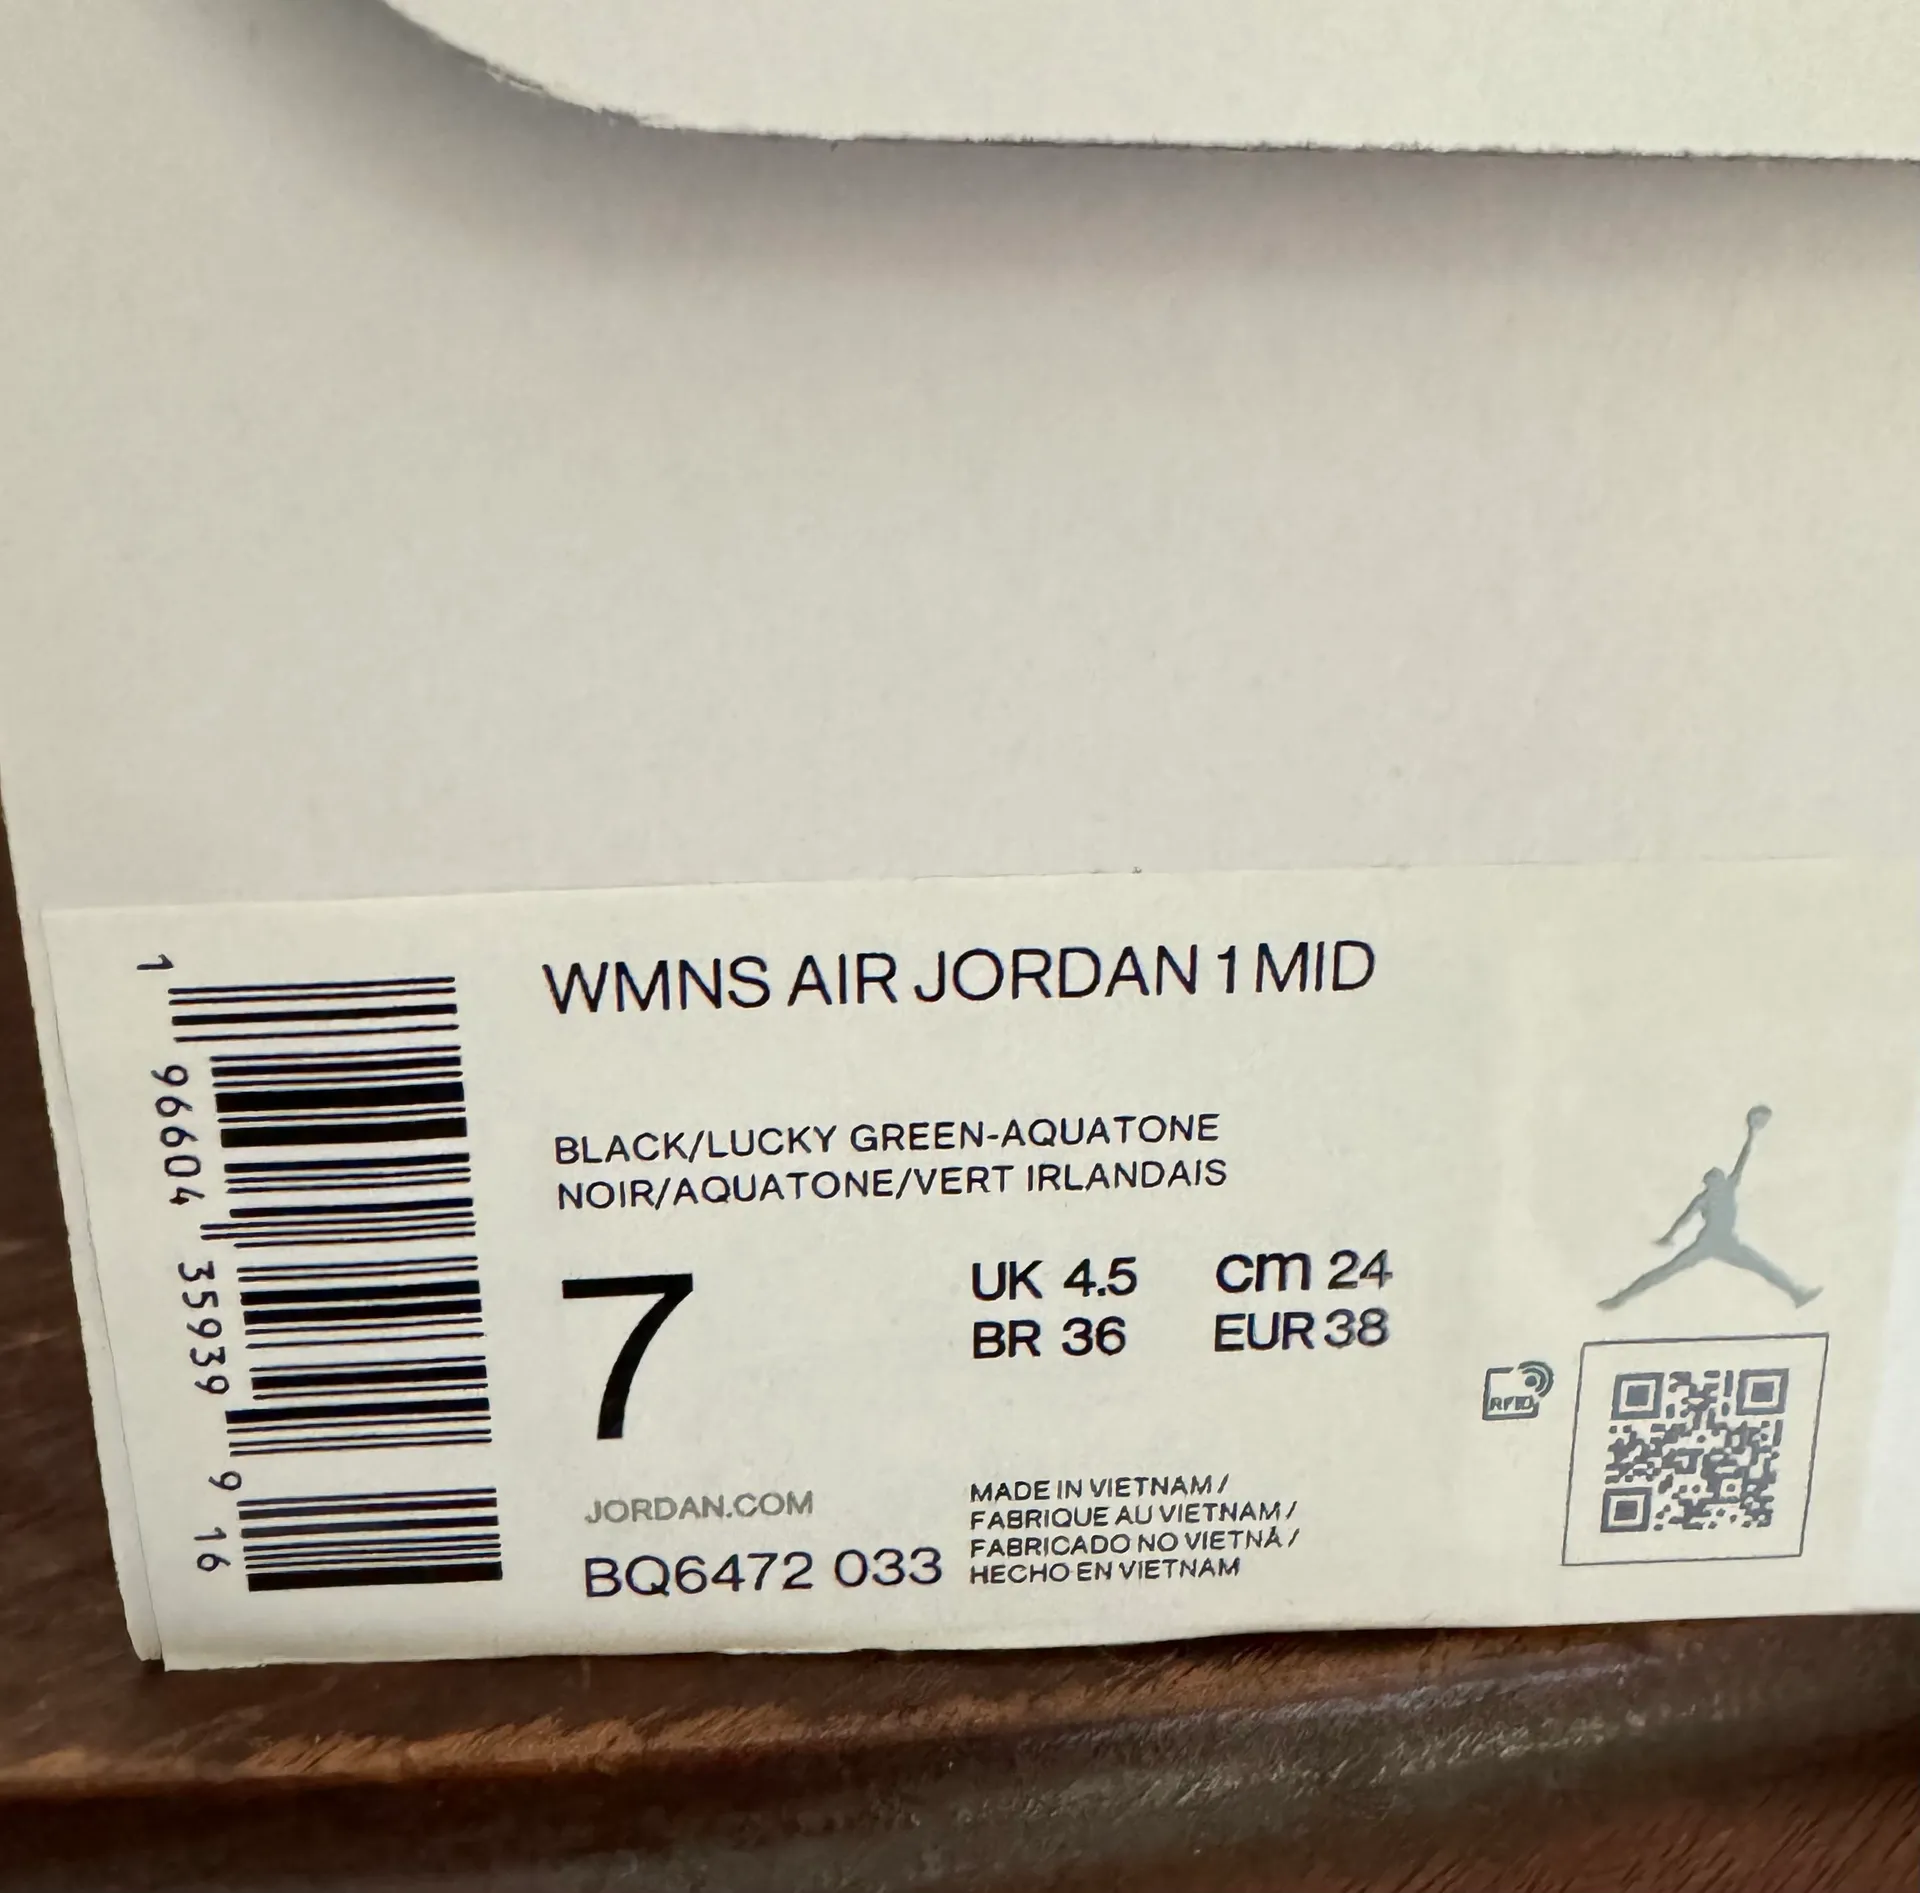 WMNS AIR JORDAN 1 MID
BLACK/LUCKY GREEN-AQUATONE
NOIR/AQUATONE/VERT IRLANDAIS
7
UK 4.5 cm 24
BR 36 EUR 38
JORDAN.COM
BQ6472 033
MADE IN VIETNAM /
FABRIQUE AU VIETNAM /
FABRICADO NO VIETNÃ /
HECHO EN VIETNAM
RFID
1 96604 35939 9 16